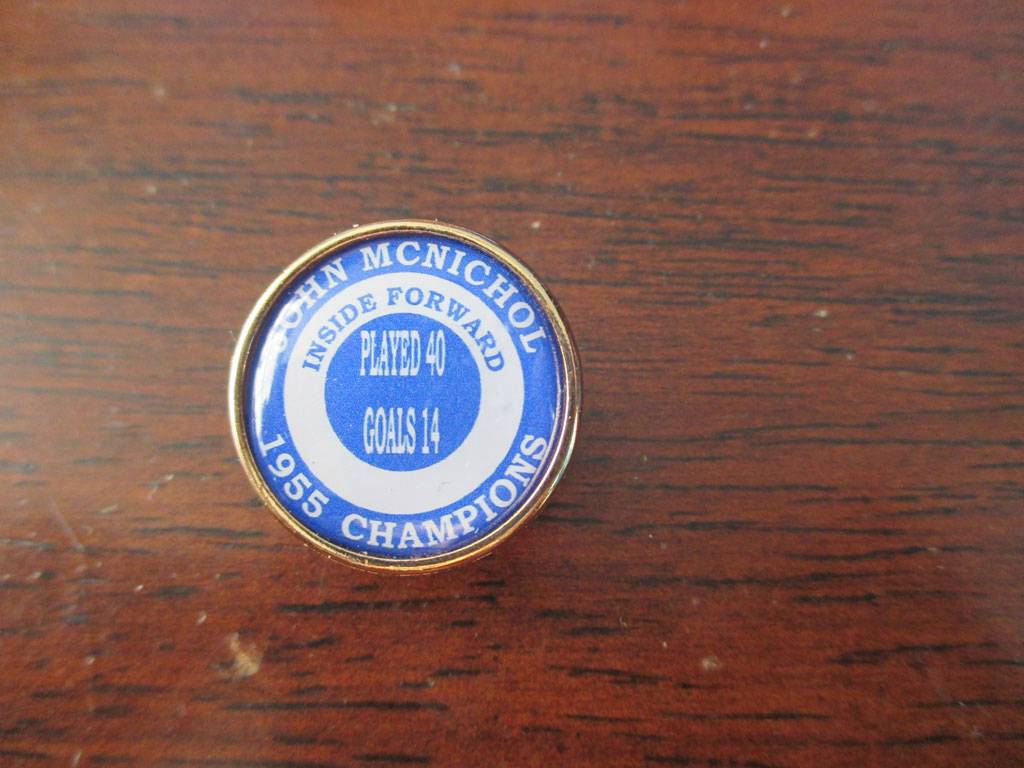 JOHN MCNICHOL
INSIDE FORWARD
PLAYED 40
GOALS 14
1955 CHAMPIONS